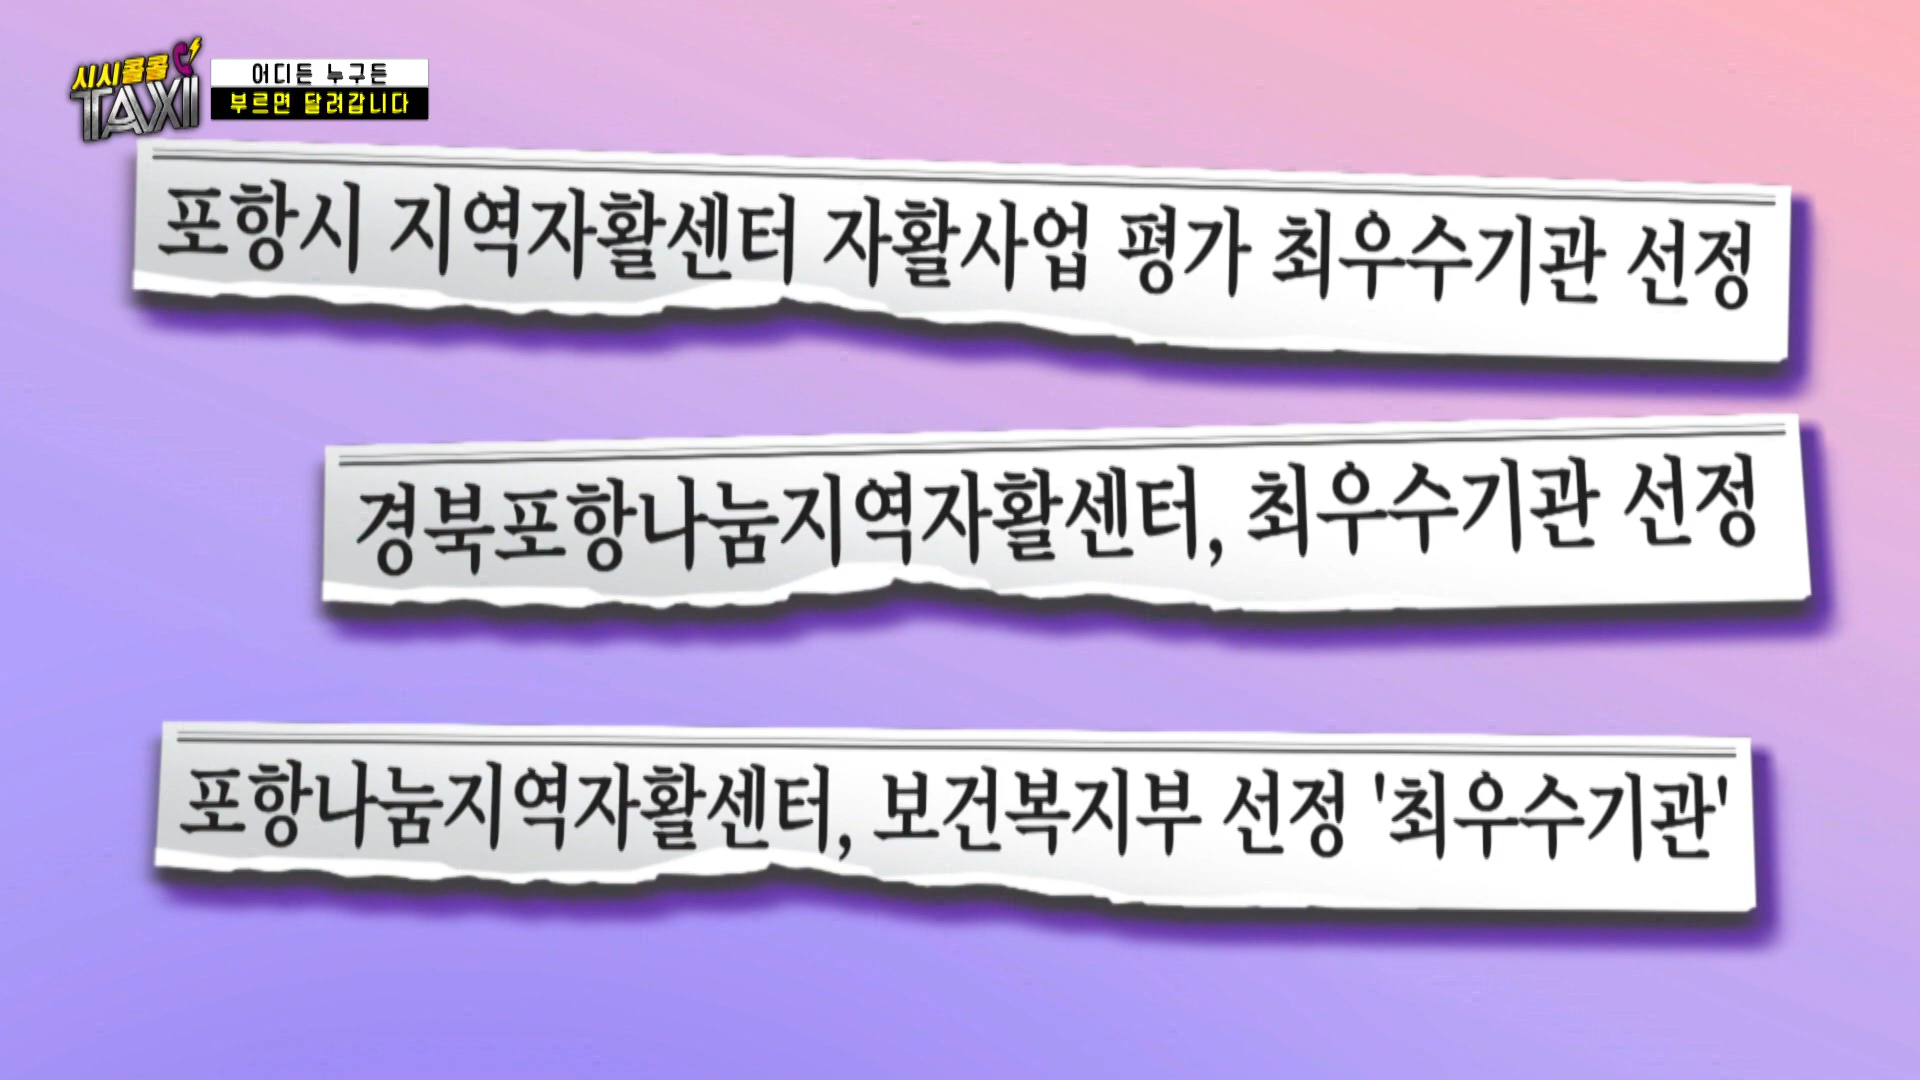 시시콜콜
TAXI
어디든 누구든
부르면 달려갑니다
포항시 지역자활센터 자활사업 평가 최우수기관 선정
경북포항나눔지역자활센터, 최우수기관 선정
포항나눔지역자활센터, 보건복지부 선정 '최우수기관'